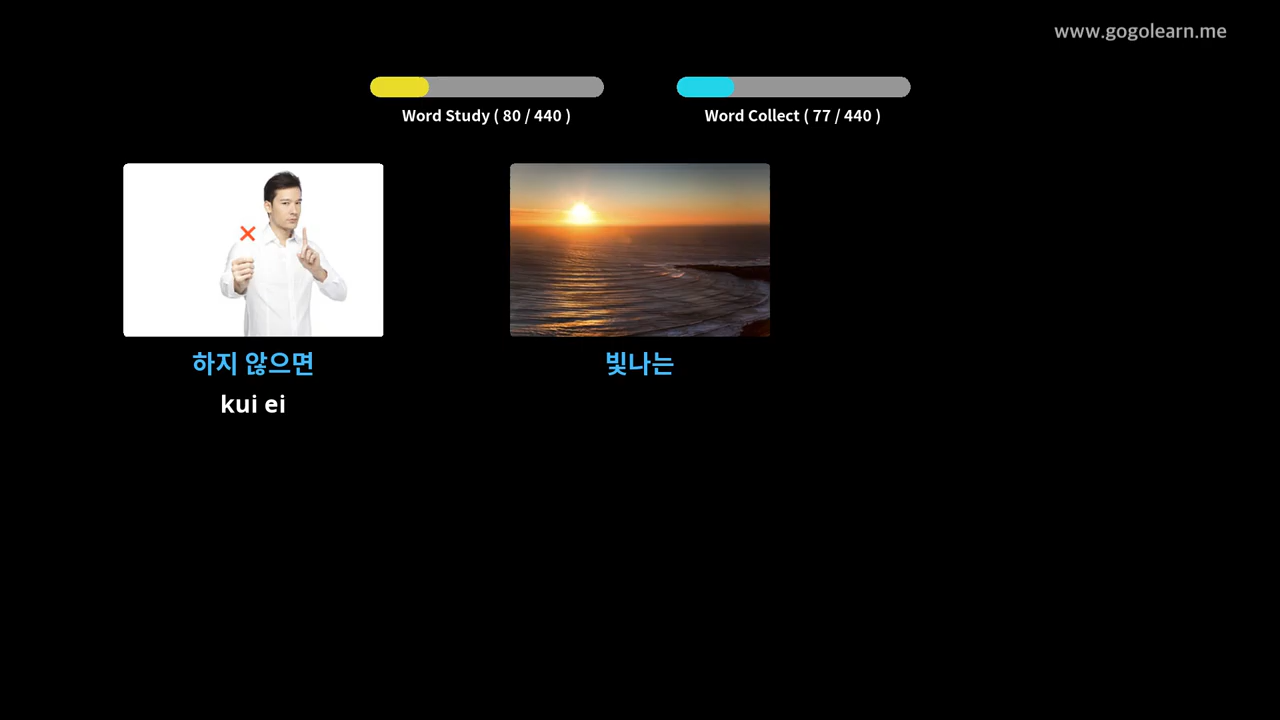 www.gogolearn.me
Word Study ( 80 / 440 )
Word Collect ( 77 / 440 )
하지 않으면
빛나는
kui ei